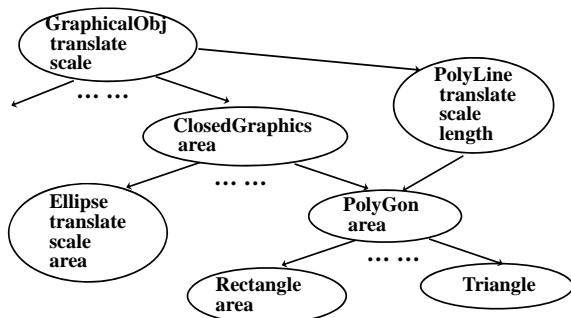 GraphicalObj
translate
scale
... ...
PolyLine
translate
scale
length
ClosedGraphics
area
... ...
Ellipse
translate
scale
area
PolyGon
area
... ...
Rectangle
area
Triangle